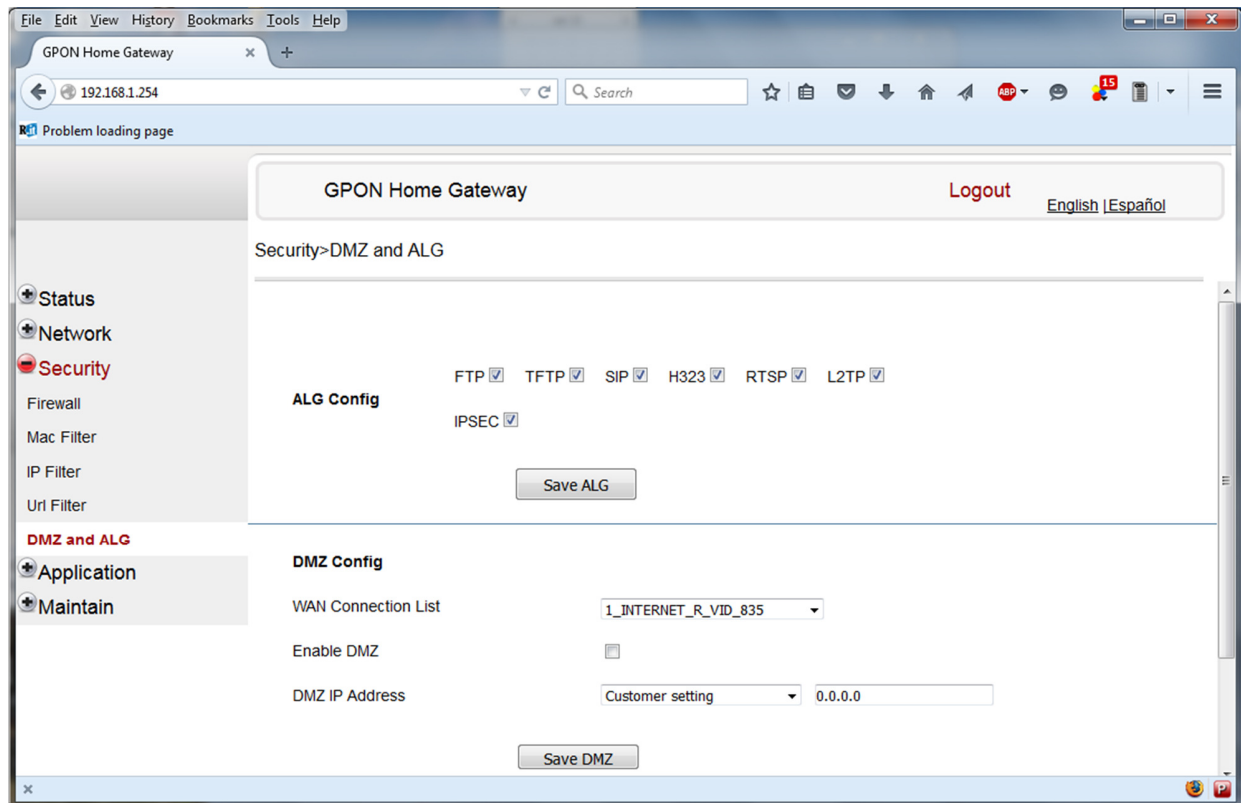 File Edit View History Bookmarks Tools Help
GPON Home Gateway
192.168.1.254
Search
ABP
15
Problem loading page
GPON Home Gateway
Logout
English | Español
Security>DMZ and ALG
Status
Network
Security
Firewall
Mac Filter
IP Filter
Url Filter
DMZ and ALG
Application
Maintain
ALG Config
FTP TFTP SIP H323 RTSP L2TP
IPSEC
Save ALG
DMZ Config
WAN Connection List 1_INTERNET_R_VID_835
Enable DMZ
DMZ IP Address Customer setting 0.0.0.0
Save DMZ